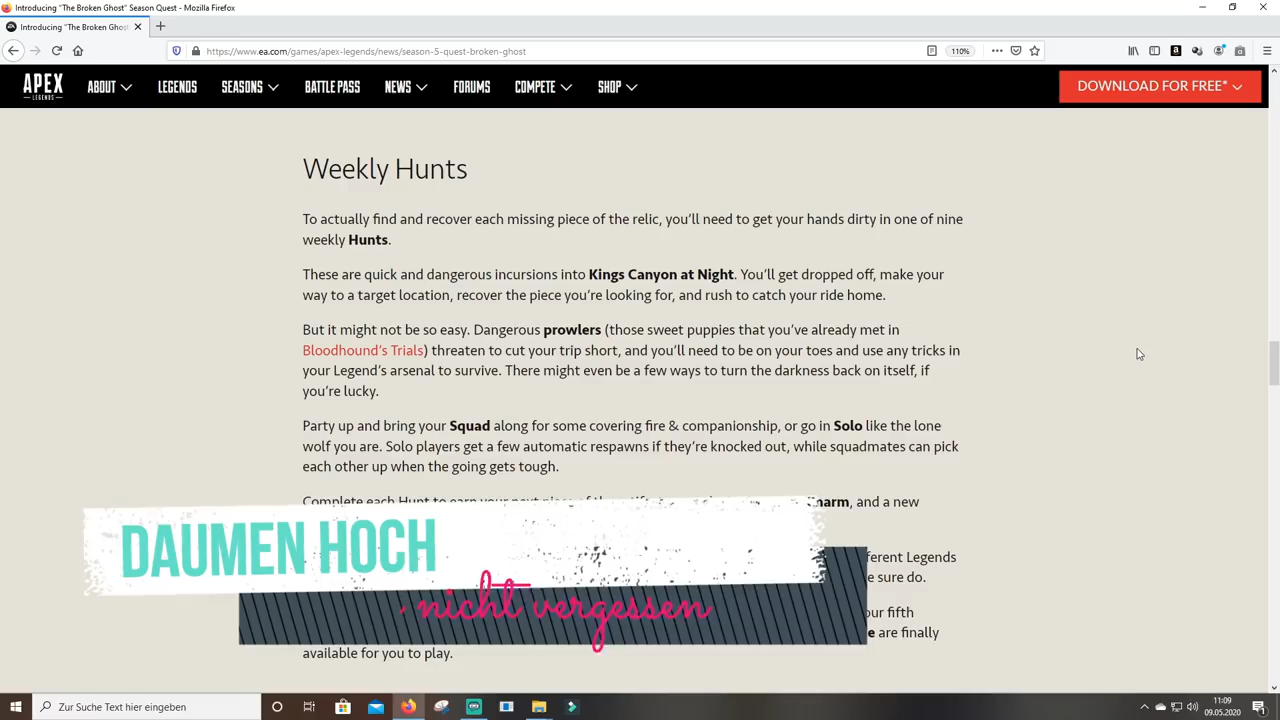 Introducing "The Broken Ghost" Season Quest - Mozilla Firefox
Introducing "The Broken Ghost
https://www.ea.com/games/apex-legends/news/season-5-quest-broken-ghost
110%
APEX
LEGENDS
ABOUT
LEGENDS
SEASONS
BATTLE PASS
NEWS
FORUMS
COMPETE
SHOP
DOWNLOAD FOR FREE*
Weekly Hunts
To actually find and recover each missing piece of the relic, you'll need to get your hands dirty in one of nine
weekly Hunts.
These are quick and dangerous incursions into Kings Canyon at Night. You'll get dropped off, make your
way to a target location, recover the piece you're looking for, and rush to catch your ride home.
But it might not be so easy. Dangerous prowlers (those sweet puppies that you've already met in
Bloodhound's Trials) threaten to cut your trip short, and you'll need to be on your toes and use any tricks in
your Legend's arsenal to survive. There might even be a few ways to turn the darkness back on itself, if
you're lucky.
Party up and bring your Squad along for some covering fire & companionship, or go in Solo like the lone
wolf you are. Solo players get a few automatic respawns if they're knocked out, while squadmates can pick
each other up when the going gets tough.
Complete each Hunt to earn your next piece of the
harm, and a new
DAUMEN HOCH
ferent Legends
e sure do.
nicht vergessen
our fifth
e are finally
available for you to play.
Zur Suche Text hier eingeben
11:09
09.05.2020